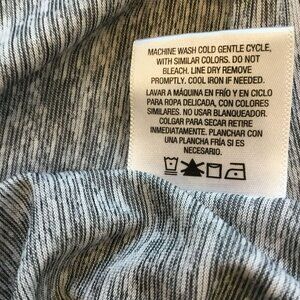 MACHINE WASH COLD GENTLE CYCLE,
WITH SIMILAR COLORS. DO NOT
BLEACH. LINE DRY REMOVE
PROMPTLY. COOL IRON IF NEEDED.
LAVAR A MÁQUINA EN FRÍO Y EN CICLO
PARA ROPA DELICADA, CON COLORES
SIMILARES. NO USAR BLANQUEADOR.
COLGAR PARA SECAR RETIRE
INMEDIATAMENTE. PLANCHAR CON
UNA PLANCHA FRÍA SI ES
NECESARIO.